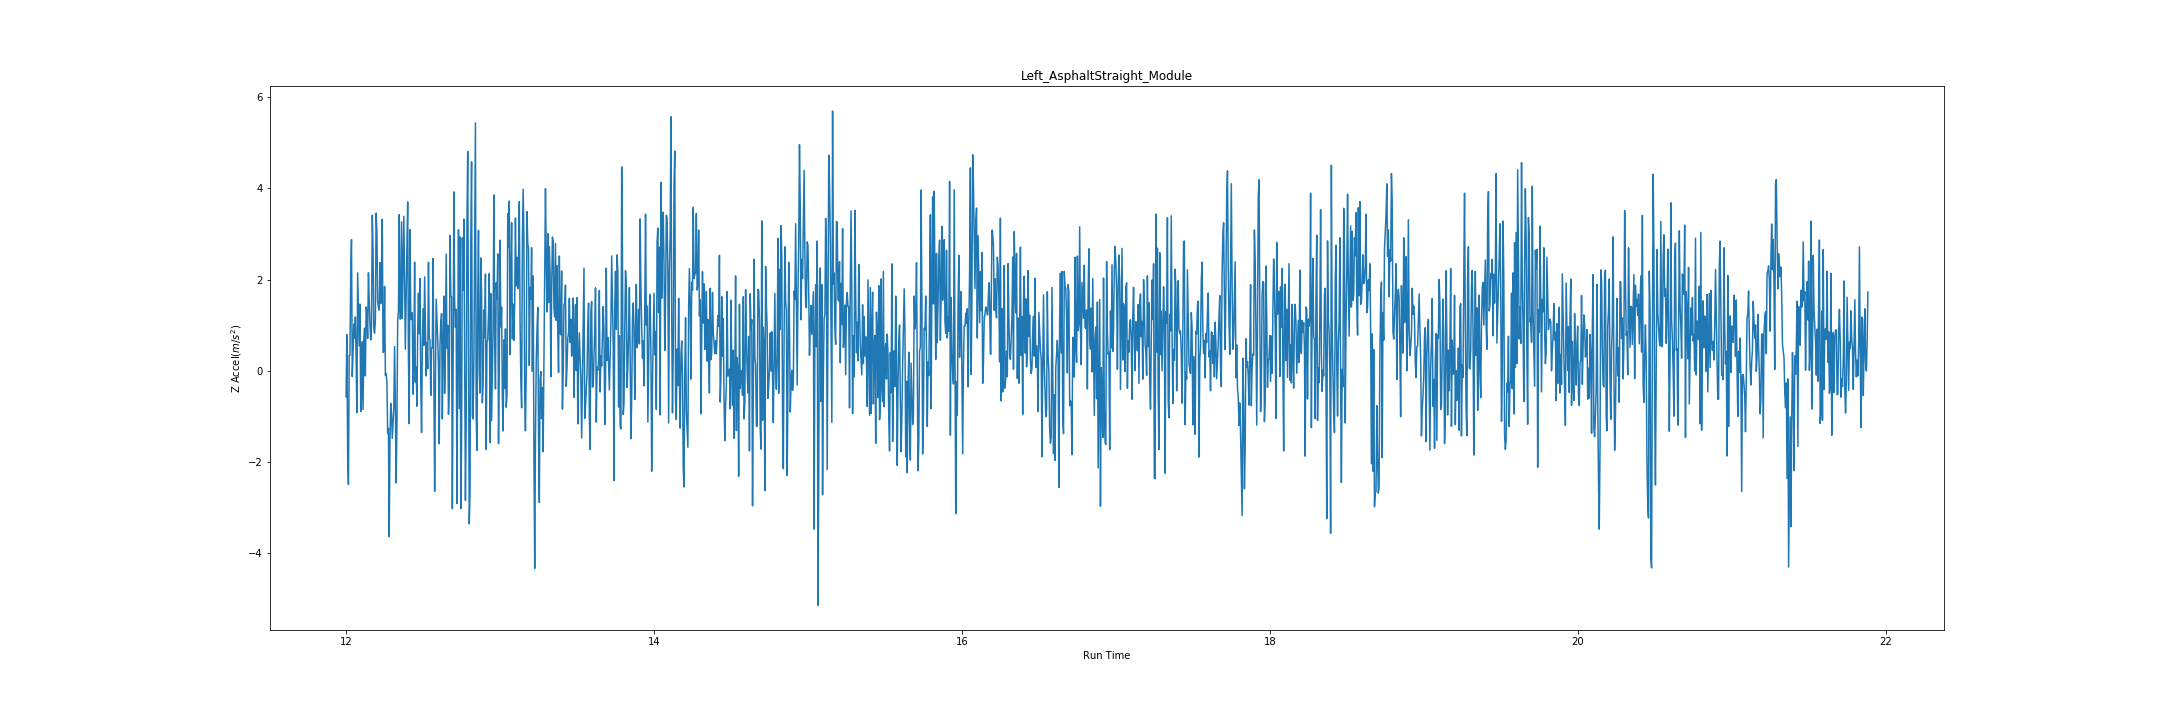 Left_AsphaltStraight_Module
6
4
2
0
−2
−4
Z Accel(m/s²)
12 14 16 18 20 22
Run Time